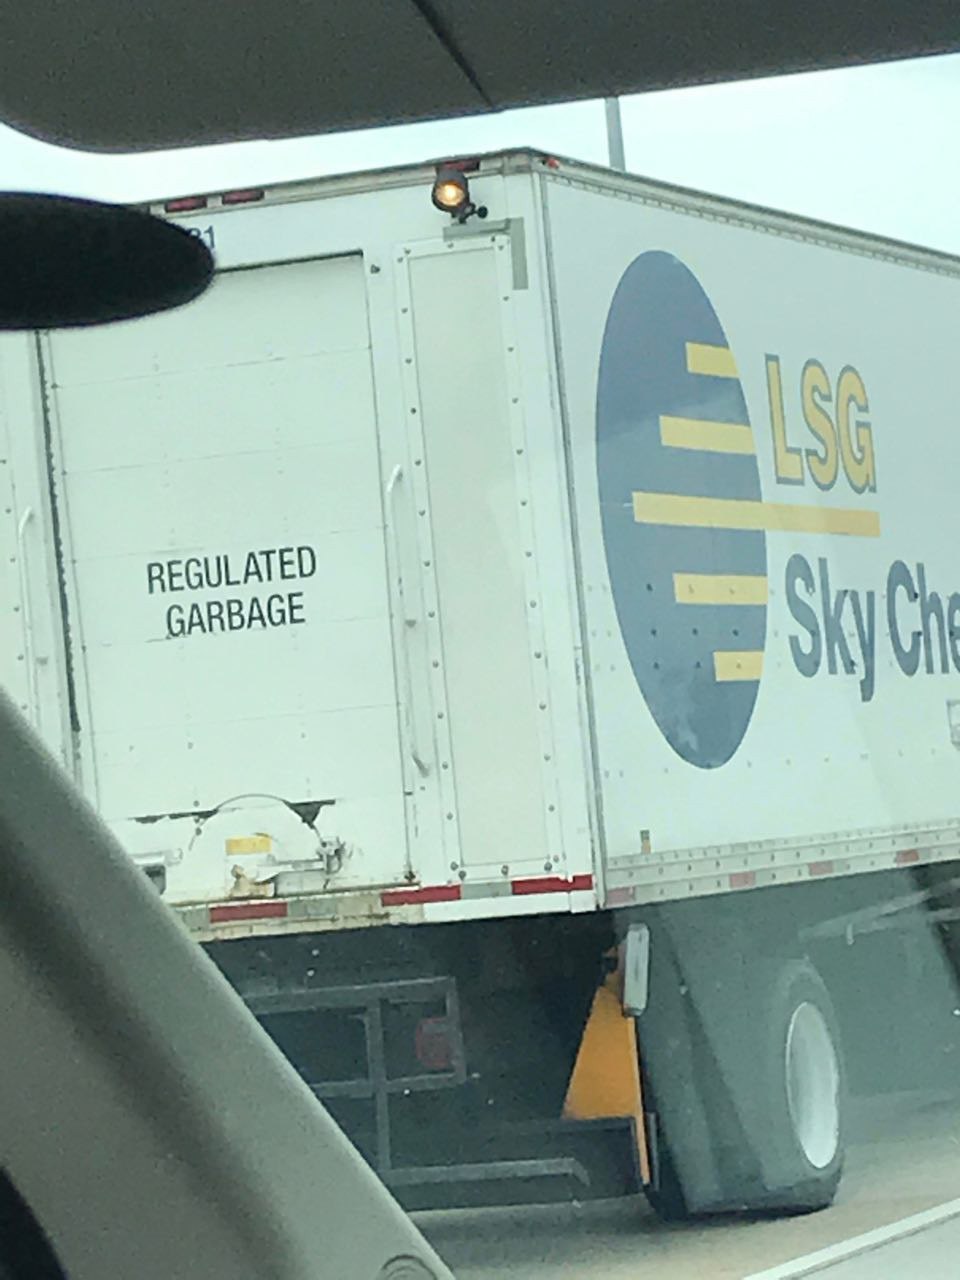 REGULATED
GARBAGE
LSG
Sky Che